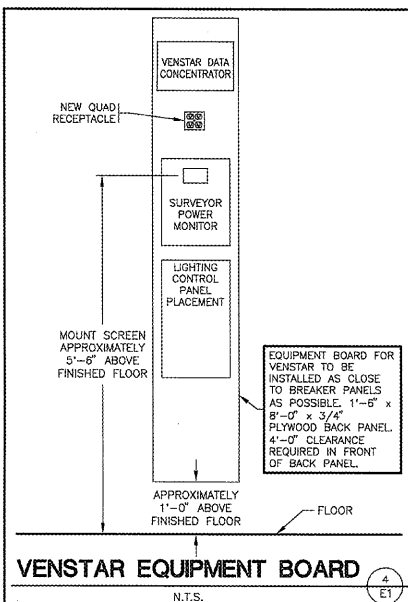 VENSTAR DATA
CONCENTRATOR
NEW QUAD
RECEPTACLE
SURVEYOR
POWER
MONITOR
LIGHTING
CONTROL
PANEL
PLACEMENT
MOUNT SCREEN
APPROXIMATELY
5'-6" ABOVE
FINISHED FLOOR
EQUIPMENT BOARD FOR
VENSTAR TO BE
INSTALLED AS CLOSE
TO BREAKER PANELS
AS POSSIBLE. 1'-6" x
8'-0" x 3/4"
PLYWOOD BACK PANEL.
4'-0" CLEARANCE
REQUIRED IN FRONT
OF BACK PANEL.
APPROXIMATELY
1'-0" ABOVE
FINISHED FLOOR
FLOOR
VENSTAR EQUIPMENT BOARD
4
E1
N.T.S.